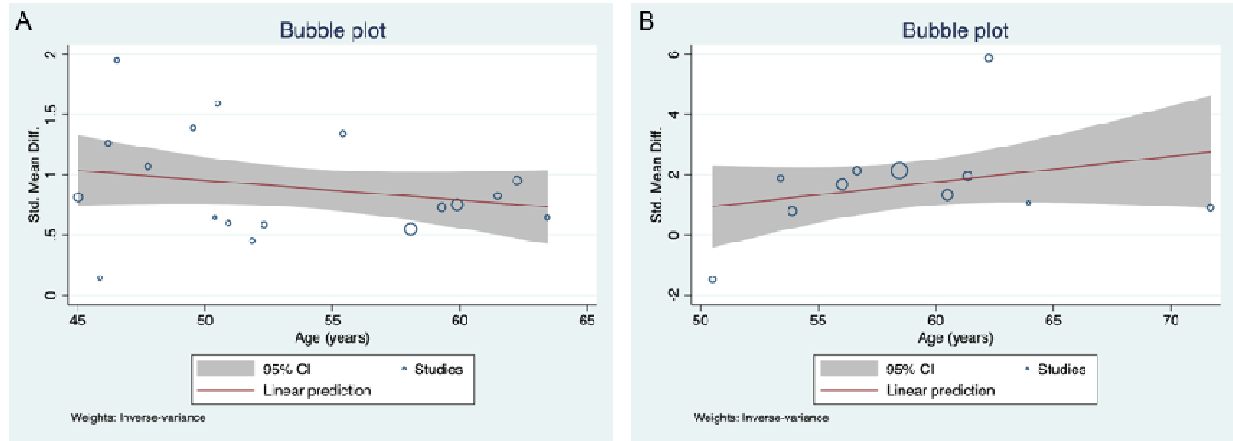 A
Bubble plot
Std. Mean Diff.
2
1.5
1
.5
0
45 50 55 60 65
Age (years)
95% CI Studies
Linear prediction
Weights: Inverse-variance
B
Bubble plot
Std. Mean Diff.
6
4
2
0
-2
50 55 60 65 70
Age (years)
95% CI Studies
Linear prediction
Weights: Inverse-variance